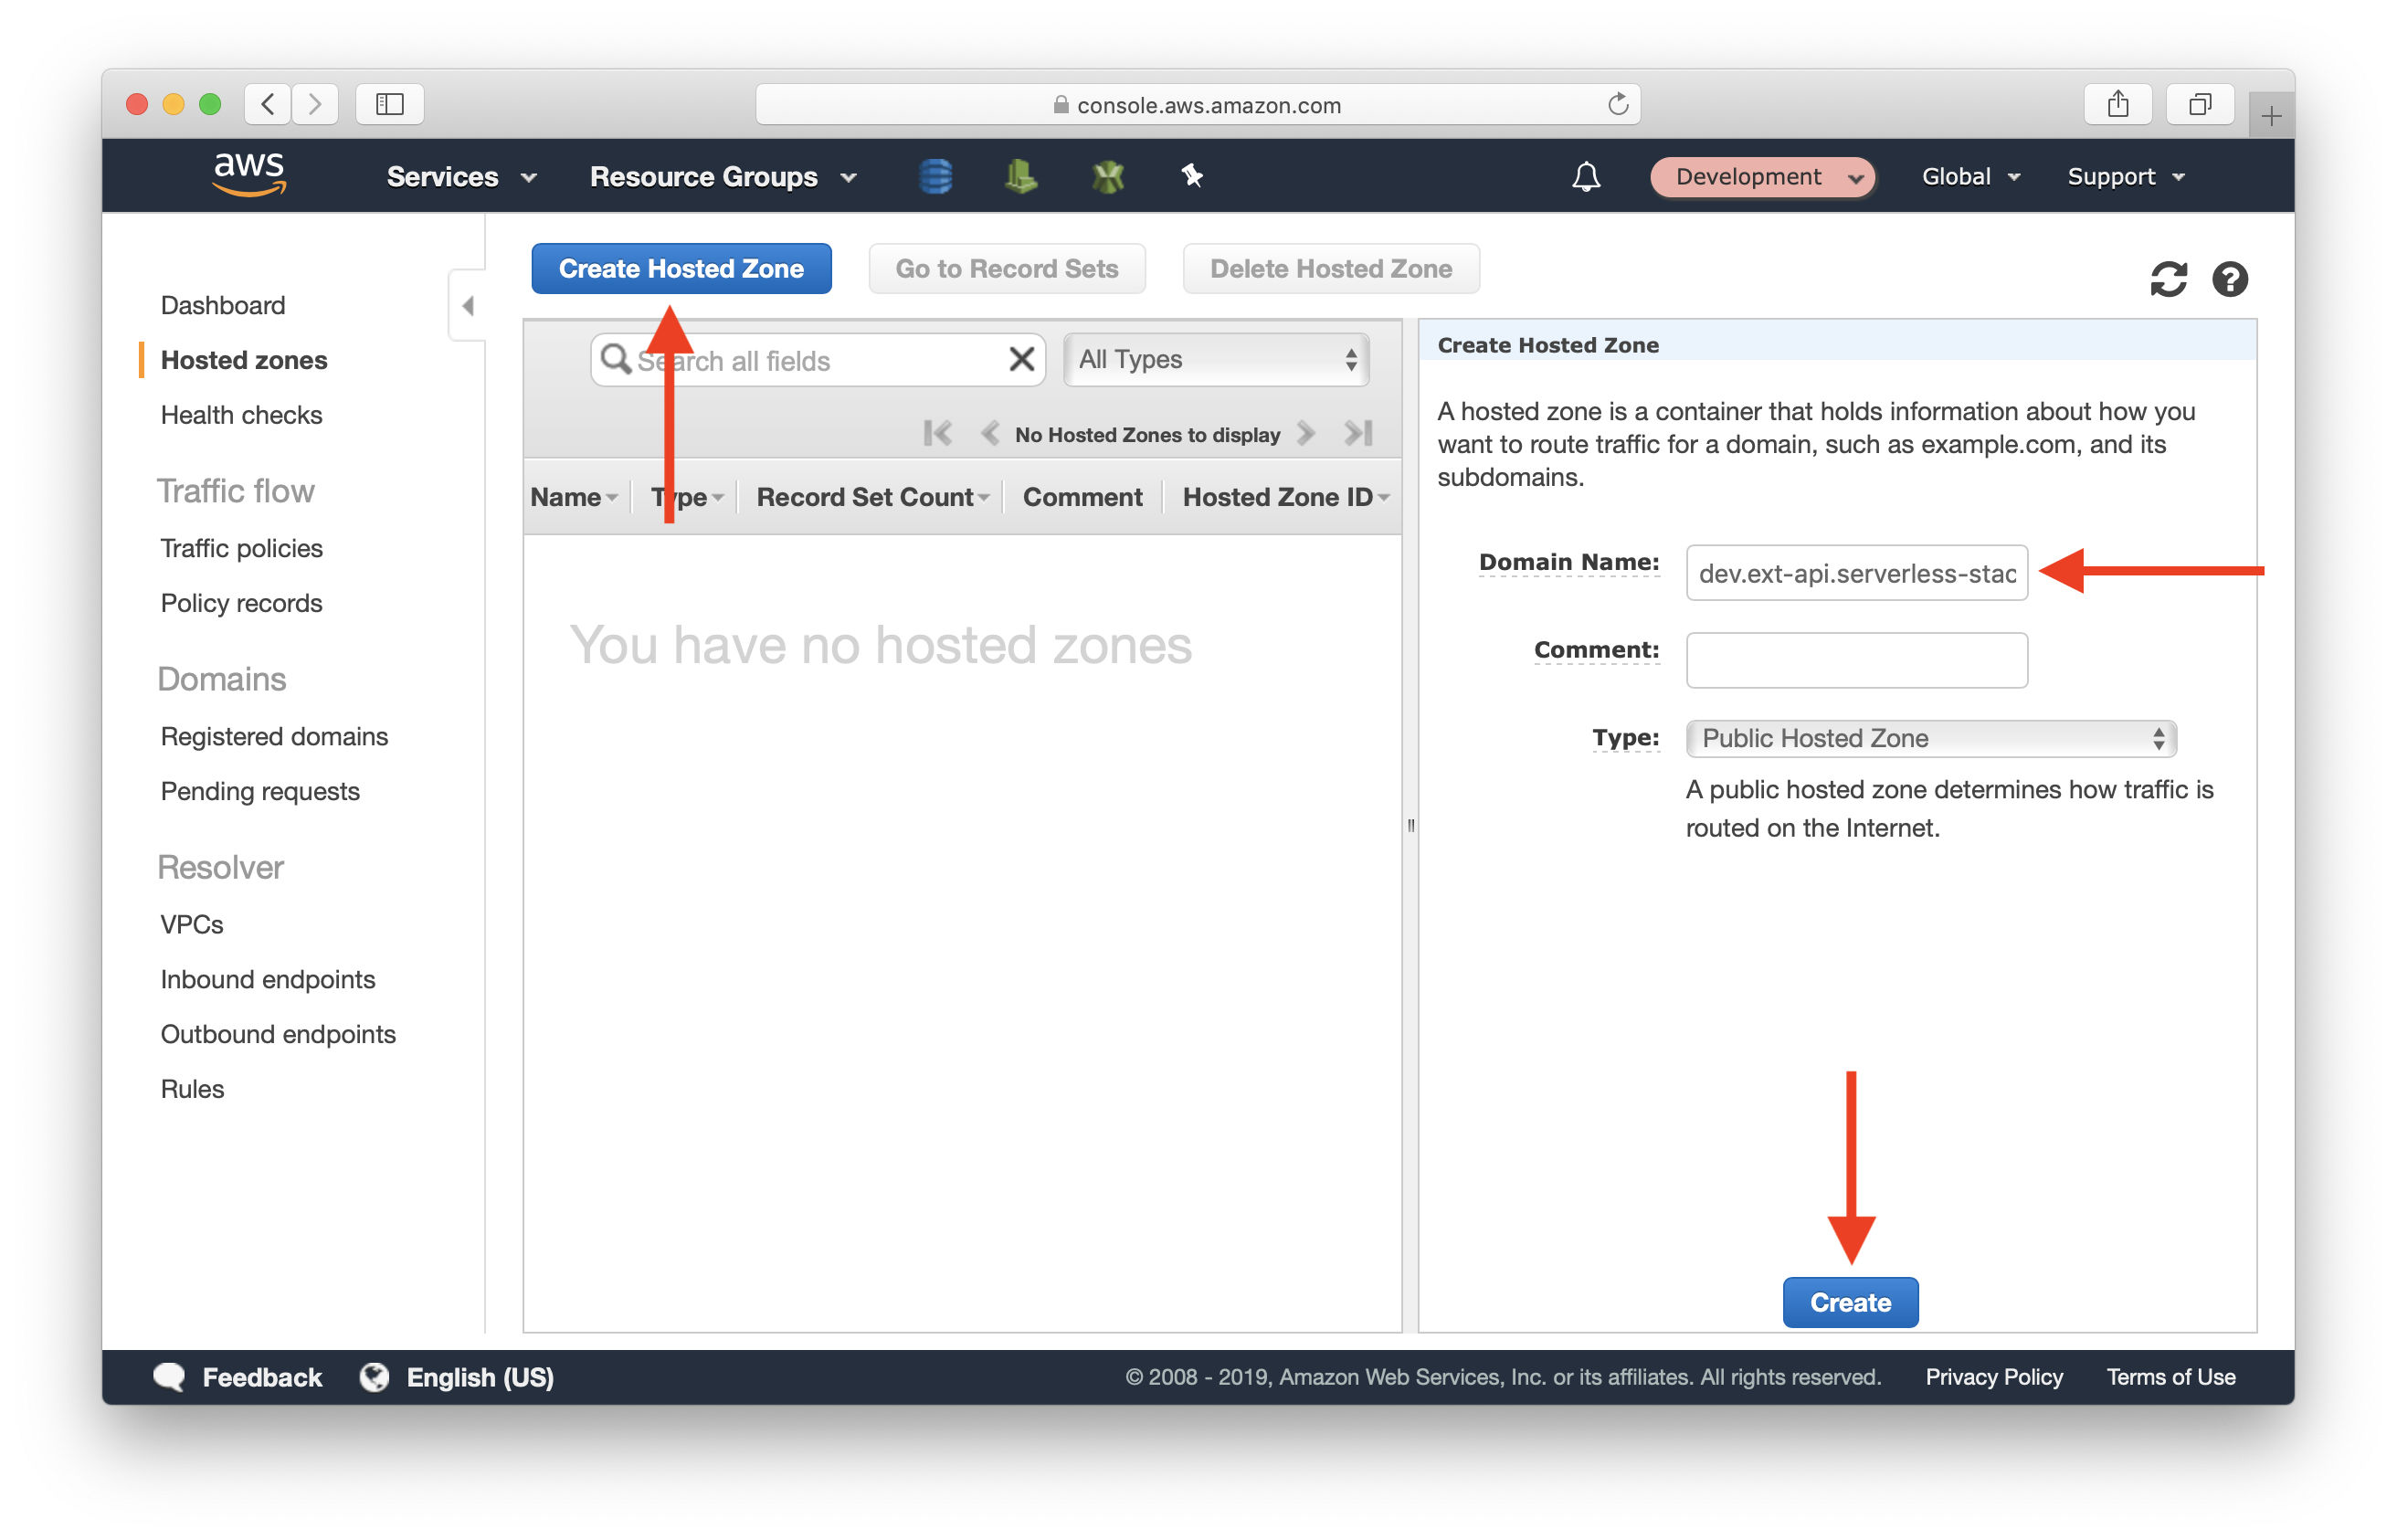 console.aws.amazon.com
aws
Services
Resource Groups
Development
Global
Support
Dashboard
Hosted zones
Health checks
Traffic flow
Traffic policies
Policy records
Domains
Registered domains
Pending requests
Resolver
VPCs
Inbound endpoints
Outbound endpoints
Rules
Create Hosted Zone
Go to Record Sets
Delete Hosted Zone
Search all fields
All Types
No Hosted Zones to display
Name
Type
Record Set Count
Comment
Hosted Zone ID
You have no hosted zones
Create Hosted Zone
A hosted zone is a container that holds information about how you
want to route traffic for a domain, such as example.com, and its
subdomains.
Domain Name:
dev.ext-api.serverless-stac
Comment:
Type:
Public Hosted Zone
A public hosted zone determines how traffic is
routed on the Internet.
Create
Feedback
English (US)
© 2008 - 2019, Amazon Web Services, Inc. or its affiliates. All rights reserved.
Privacy Policy
Terms of Use